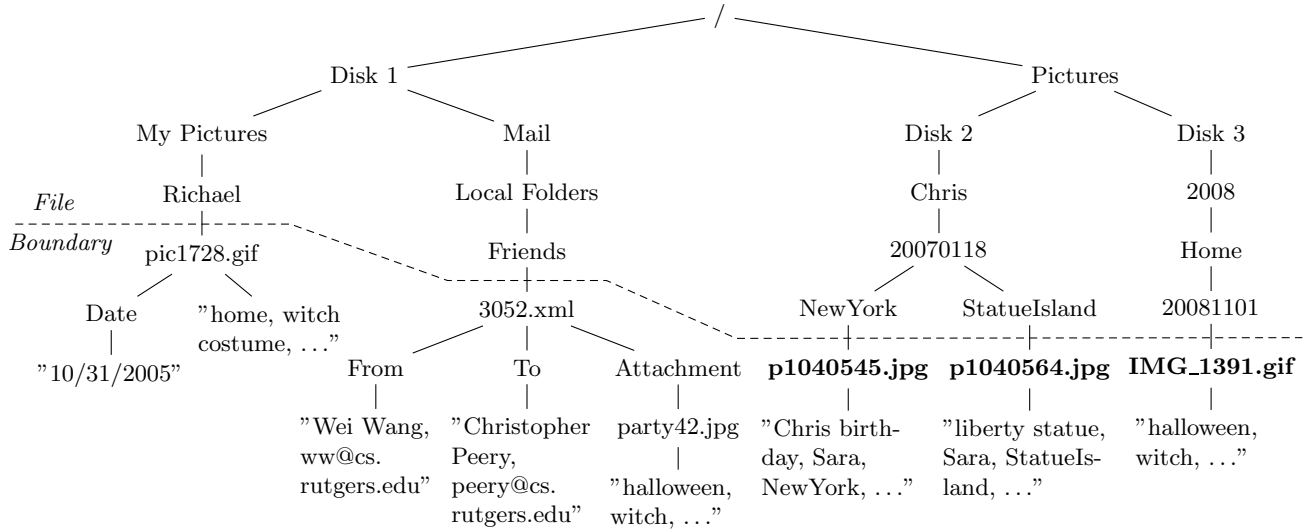 /
Disk 1
Pictures
My Pictures
Mail
Disk 2
Disk 3
Richael
Local Folders
Chris
2008
File
Boundary
pic1728.gif
Friends
20070118
Home
Date
"home, witch
costume, ..."
3052.xml
NewYork
StatueIsland
20081101
"10/31/2005"
From
To
Attachment
p1040545.jpg
p1040564.jpg
IMG_1391.gif
"Wei Wang,
ww@cs.
rutgers.edu"
"Christopher
Peery,
peery@cs.
rutgers.edu"
party42.jpg
"halloween,
witch, ..."
"Chris birth-
day, Sara,
NewYork, ..."
"liberty statue,
Sara, StatueIs-
land, ..."
"halloween,
witch, ..."